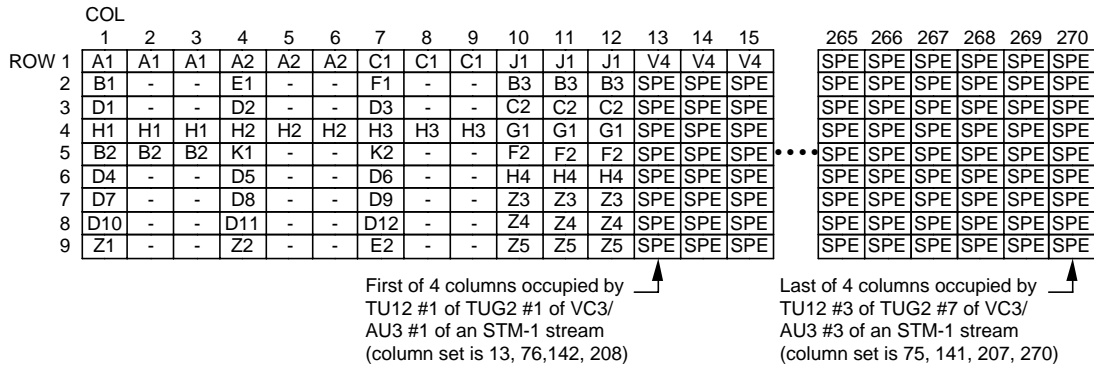 COL
1 2 3 4 5 6 7 8 9 10 11 12 13 14 15 265 266 267 268 269 270
ROW 1 A1 A1 A1 A2 A2 A2 C1 C1 C1 J1 J1 J1 V4 V4 V4 SPE SPE SPE SPE SPE SPE
2 B1 - - E1 - - F1 - - B3 B3 B3 SPE SPE SPE SPE SPE SPE SPE SPE SPE
3 D1 - - D2 - - D3 - - C2 C2 C2 SPE SPE SPE SPE SPE SPE SPE SPE SPE
4 H1 H1 H1 H2 H2 H2 H3 H3 H3 G1 G1 G1 SPE SPE SPE SPE SPE SPE SPE SPE SPE
5 B2 B2 B2 K1 - - K2 - - F2 F2 F2 SPE SPE SPE •••• SPE SPE SPE SPE SPE SPE
6 D4 - - D5 - - D6 - - H4 H4 H4 SPE SPE SPE SPE SPE SPE SPE SPE SPE
7 D7 - - D8 - - D9 - - Z3 Z3 Z3 SPE SPE SPE SPE SPE SPE SPE SPE SPE
8 D10 - - D11 - - D12 - - Z4 Z4 Z4 SPE SPE SPE SPE SPE SPE SPE SPE SPE
9 Z1 - - Z2 - - E2 - - Z5 Z5 Z5 SPE SPE SPE SPE SPE SPE SPE SPE SPE
First of 4 columns occupied by
TU12 #1 of TUG2 #1 of VC3/
AU3 #1 of an STM-1 stream
(column set is 13, 76,142, 208)
Last of 4 columns occupied by
TU12 #3 of TUG2 #7 of VC3/
AU3 #3 of an STM-1 stream
(column set is 75, 141, 207, 270)